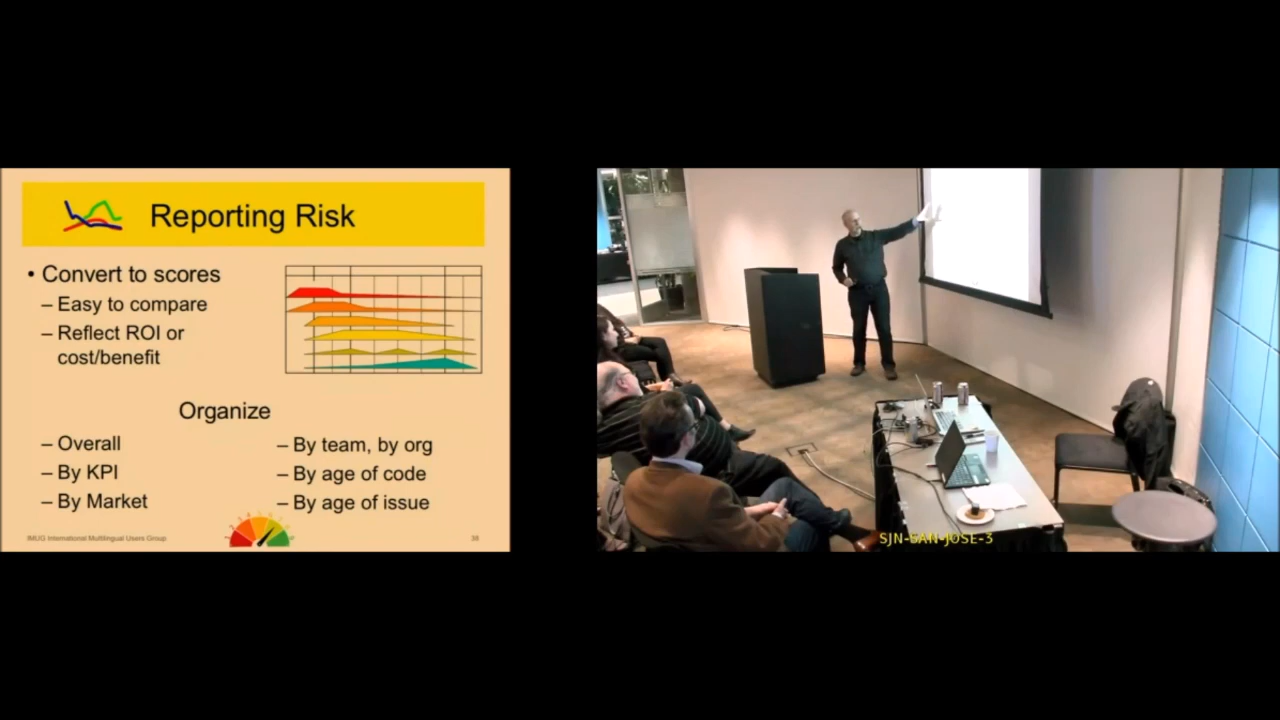 Reporting Risk
• Convert to scores
– Easy to compare
– Reflect ROI or
cost/benefit
Organize
– Overall
– By KPI
– By Market
– By team, by org
– By age of code
– By age of issue
IMUG International Multilingual Users Group
38
SJN-SAN-JOSE-3